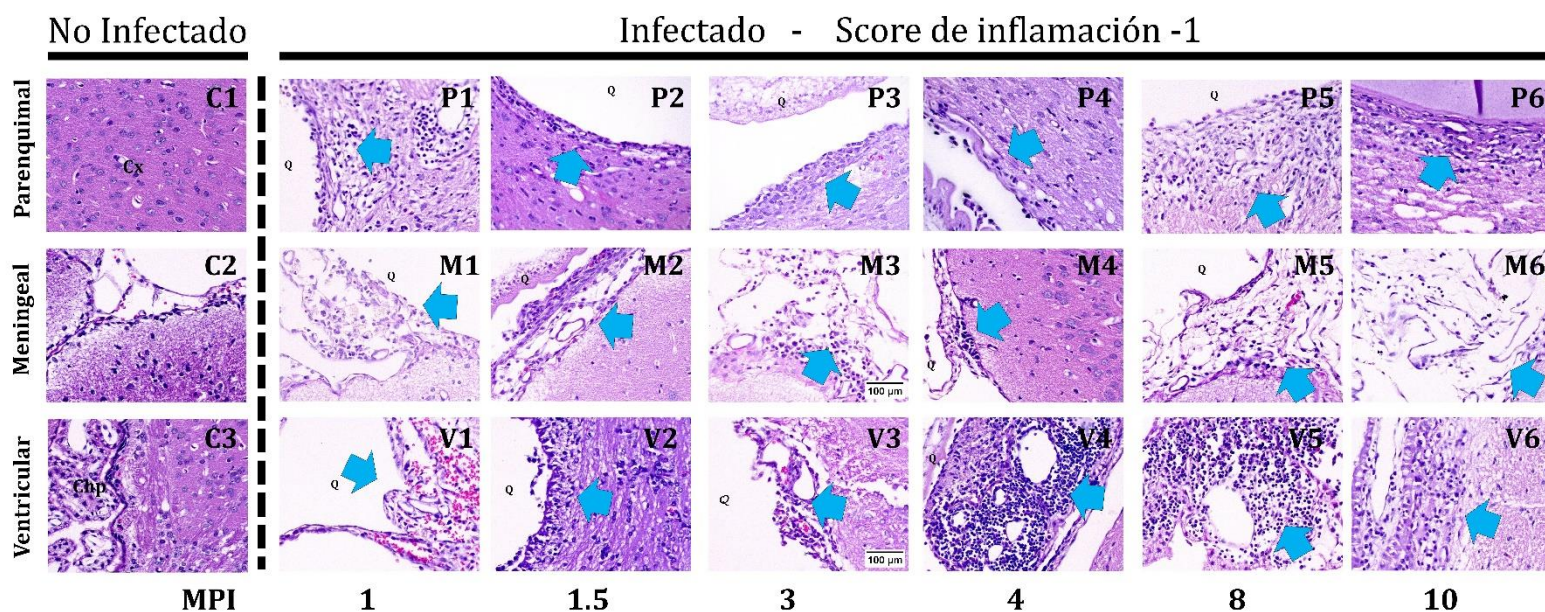 No Infectado
Infectado - Score de inflamación -1
Parenquimal
C1
Cx
P1
Q
P2
Q
P3
Q
P4
Q
P5
Q
P6
Q
Meningeal
C2
M1
Q
M2
Q
M3
Q
100 µm
M4
Q
M5
Q
M6
Q
Ventricular
C3
Chp
V1
Q
V2
Q
V3
Q
100 µm
V4
Q
V5
V6
MPI 1 1.5 3 4 8 10